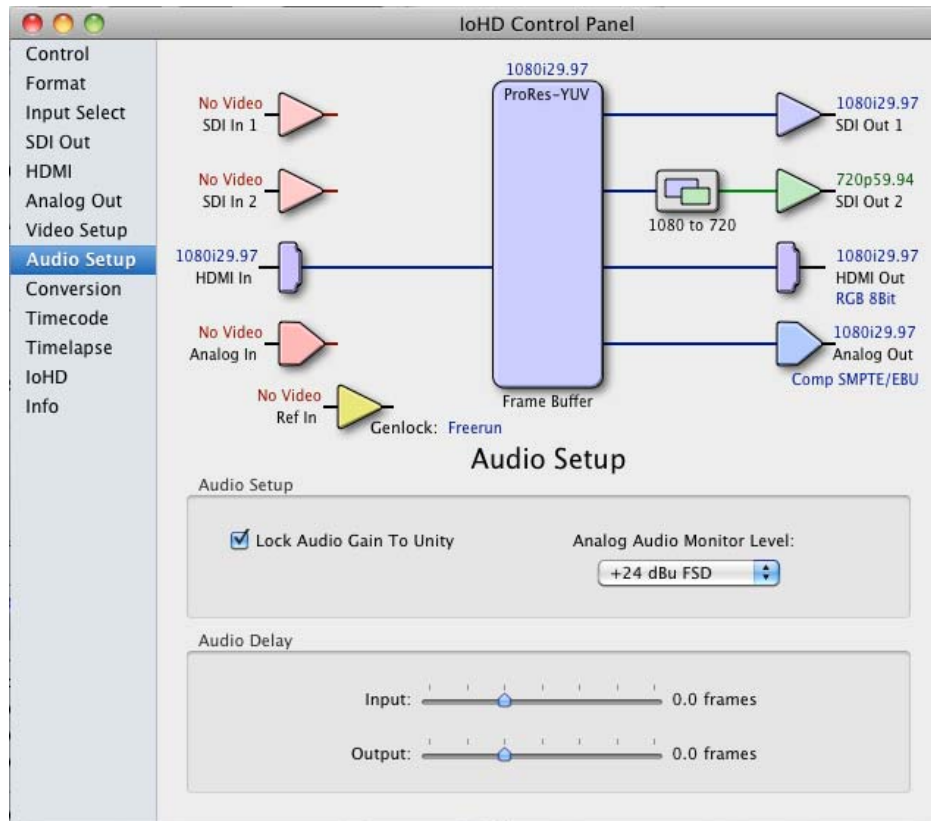 IoHD Control Panel
Control
Format
Input Select
SDI Out
HDMI
Analog Out
Video Setup
Audio Setup
Conversion
Timecode
Timelapse
IoHD
Info
1080i29.97
ProRes-YUV
Frame Buffer
No Video
SDI In 1
No Video
SDI In 2
1080i29.97
HDMI In
No Video
Analog In
No Video
Ref In
Genlock: Freerun
1080i29.97
SDI Out 1
1080 to 720
720p59.94
SDI Out 2
1080i29.97
HDMI Out
RGB 8Bit
1080i29.97
Analog Out
Comp SMPTE/EBU
Audio Setup
Audio Setup
Lock Audio Gain To Unity
Analog Audio Monitor Level:
+24 dBu FSD
Audio Delay
Input: 0.0 frames
Output: 0.0 frames